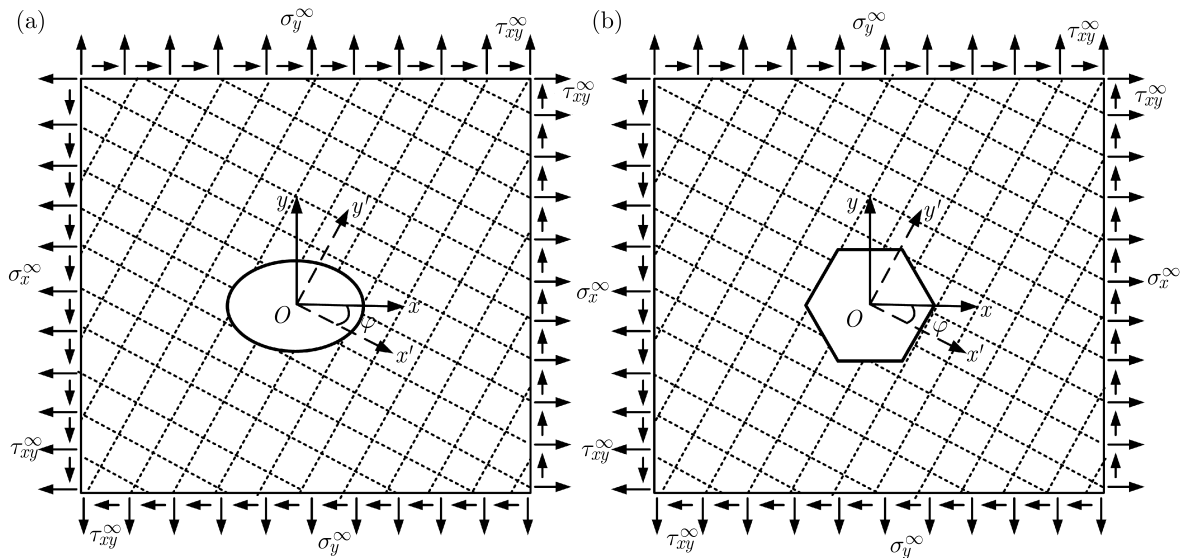 (a)
σ_y^∞
τ_xy^∞
τ_xy^∞
y
y′
σ_x^∞
O
x
φ
x′
τ_xy^∞
τ_xy^∞
σ_y^∞
(b)
σ_y^∞
τ_xy^∞
τ_xy^∞
y
y′
σ_x^∞
σ_x^∞
O
x
φ
x′
τ_xy^∞
τ_xy^∞
σ_y^∞